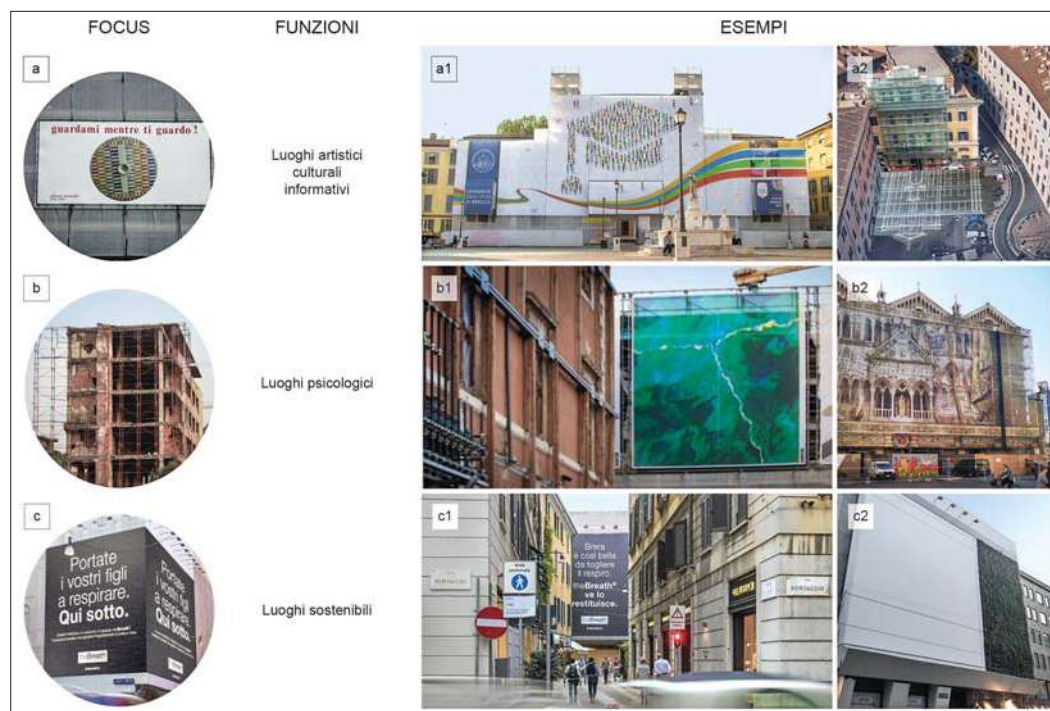 FOCUS
FUNZIONI
ESEMPI
a
guardami mentre ti guardo!
Luoghi artistici
culturali
informativi
a1
a2
b
Luoghi psicologici
b1
b2
c
Portate
i vostri figli
a respirare.
Qui sotto.
theBreath®
Portate
i vostri figli
a respirare.
Qui sotto.
Luoghi sostenibili
c1
Brera
è così bella
da togliere
il respiro.
theBreath®
ve lo
restituisce.
c2